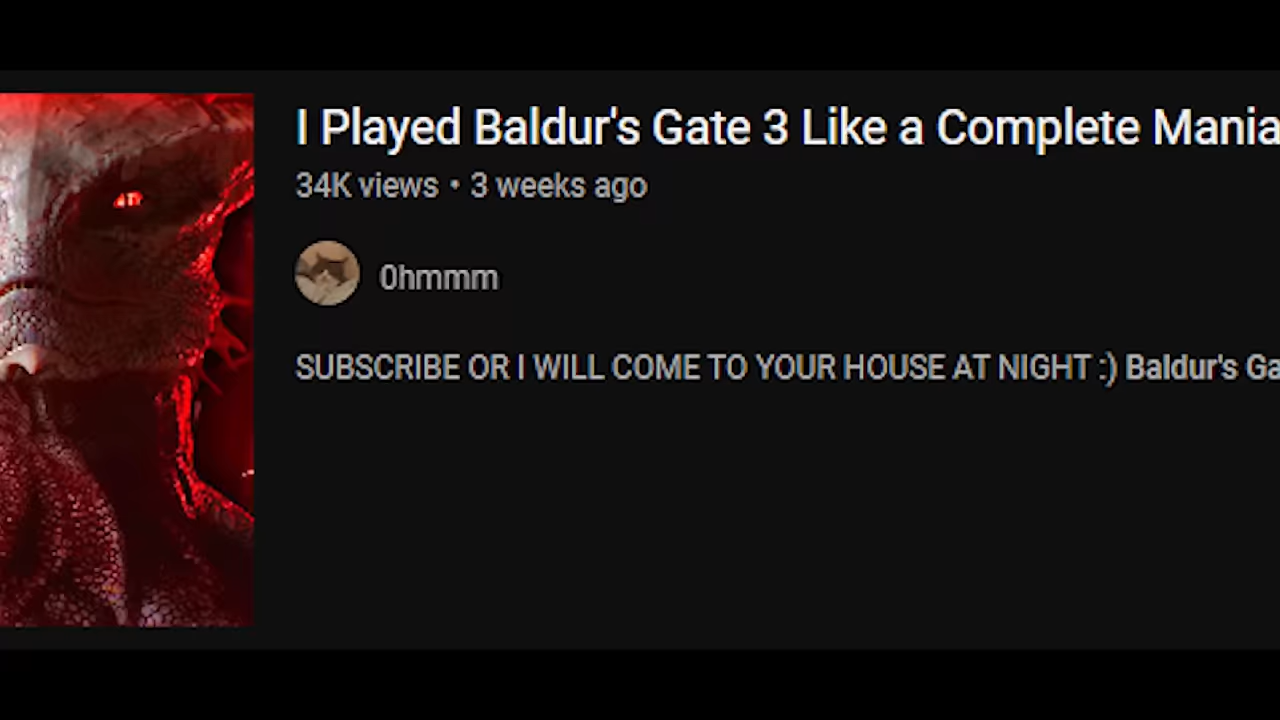 I Played Baldur's Gate 3 Like a Complete Mania
34K views • 3 weeks ago
0hmmm
SUBSCRIBE OR I WILL COME TO YOUR HOUSE AT NIGHT :) Baldur's Ga